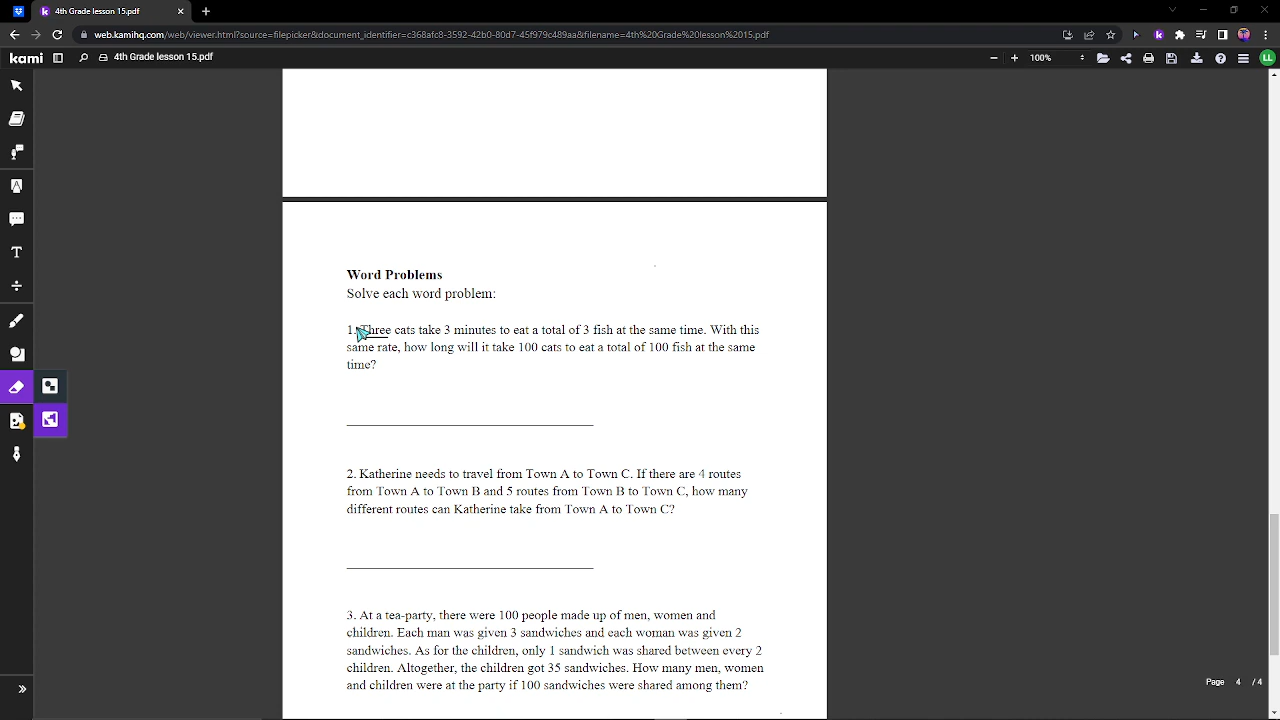 4th Grade lesson 15.pdf
web.kamihq.com/web/viewer.html?source=filepicker&document_identifier=c368afc8-3592-42b0-80d7-45f979c489aa&filename=4th%20Grade%20lesson%2015.pdf
kami 4th Grade lesson 15.pdf 100% LL
Word Problems
Solve each word problem:
1. Three cats take 3 minutes to eat a total of 3 fish at the same time. With this
same rate, how long will it take 100 cats to eat a total of 100 fish at the same
time?
2. Katherine needs to travel from Town A to Town C. If there are 4 routes
from Town A to Town B and 5 routes from Town B to Town C, how many
different routes can Katherine take from Town A to Town C?
3. At a tea-party, there were 100 people made up of men, women and
children. Each man was given 3 sandwiches and each woman was given 2
sandwiches. As for the children, only 1 sandwich was shared between every 2
children. Altogether, the children got 35 sandwiches. How many men, women
and children were at the party if 100 sandwiches were shared among them?
Page 4 /4